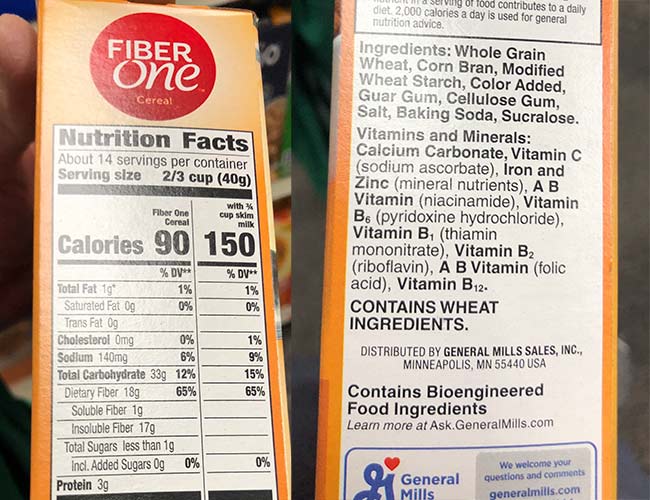 FIBER
One™
Cereal
Nutrition Facts
About 14 servings per container
Serving size 2/3 cup (40g)
Fiber One Cereal
with ¾ cup skim milk
Calories 90 150
% DV** % DV**
Total Fat 1g* 1% 1%
Saturated Fat 0g 0% 0%
Trans Fat 0g
Cholesterol 0mg 0% 1%
Sodium 140mg 6% 9%
Total Carbohydrate 33g 12% 15%
Dietary Fiber 18g 65% 65%
Soluble Fiber 1g
Insoluble Fiber 17g
Total Sugars less than 1g
Incl. Added Sugars 0g 0% 0%
Protein 3g
nutrient in a serving of food contributes to a daily
diet. 2,000 calories a day is used for general
nutrition advice.
Ingredients: Whole Grain
Wheat, Corn Bran, Modified
Wheat Starch, Color Added,
Guar Gum, Cellulose Gum,
Salt, Baking Soda, Sucralose.
Vitamins and Minerals:
Calcium Carbonate, Vitamin C
(sodium ascorbate), Iron and
Zinc (mineral nutrients), A B
Vitamin (niacinamide), Vitamin
B₆ (pyridoxine hydrochloride),
Vitamin B₁ (thiamin
mononitrate), Vitamin B₂
(riboflavin), A B Vitamin (folic
acid), Vitamin B₁₂.
CONTAINS WHEAT
INGREDIENTS.
DISTRIBUTED BY GENERAL MILLS SALES, INC.,
MINNEAPOLIS, MN 55440 USA
Contains Bioengineered
Food Ingredients
Learn more at Ask.GeneralMills.com
General
Mills
We welcome your
questions and comments
generalmills.com